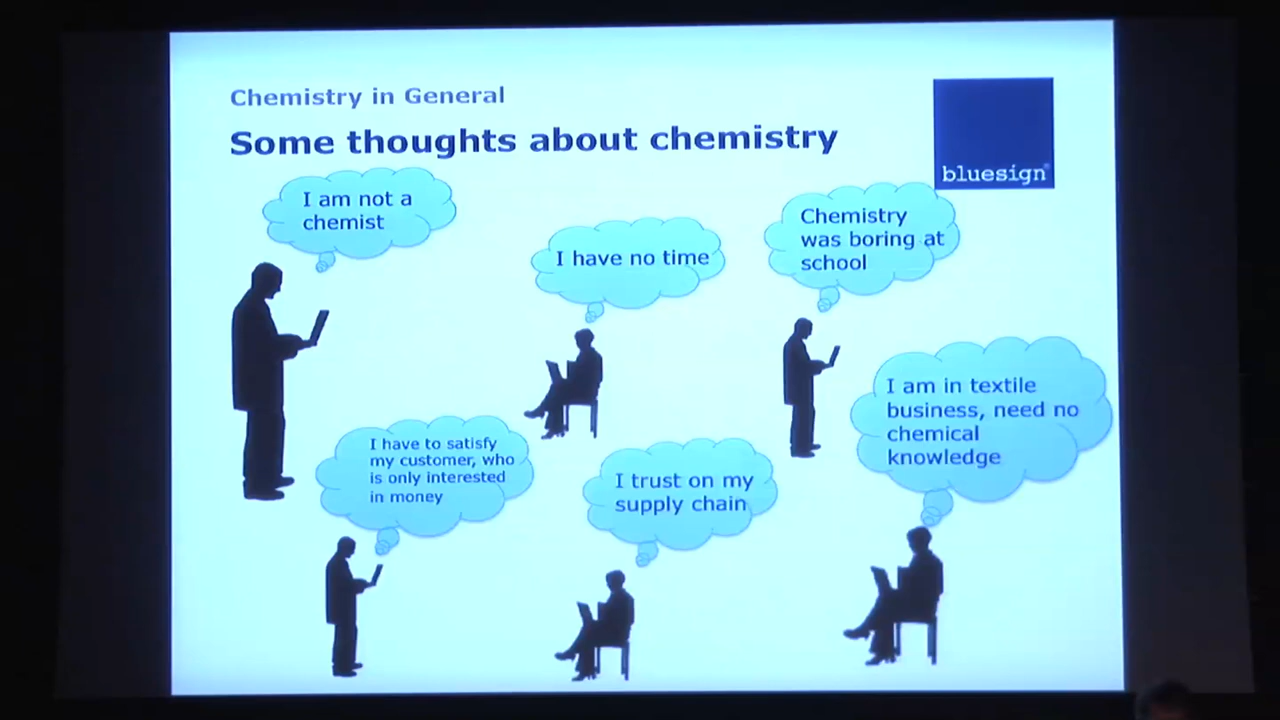 Chemistry in General
Some thoughts about chemistry
bluesign®
I am not a
chemist
I have no time
Chemistry
was boring at
school
I am in textile
business, need no
chemical
knowledge
I have to satisfy
my customer, who
is only interested
in money
I trust on my
supply chain